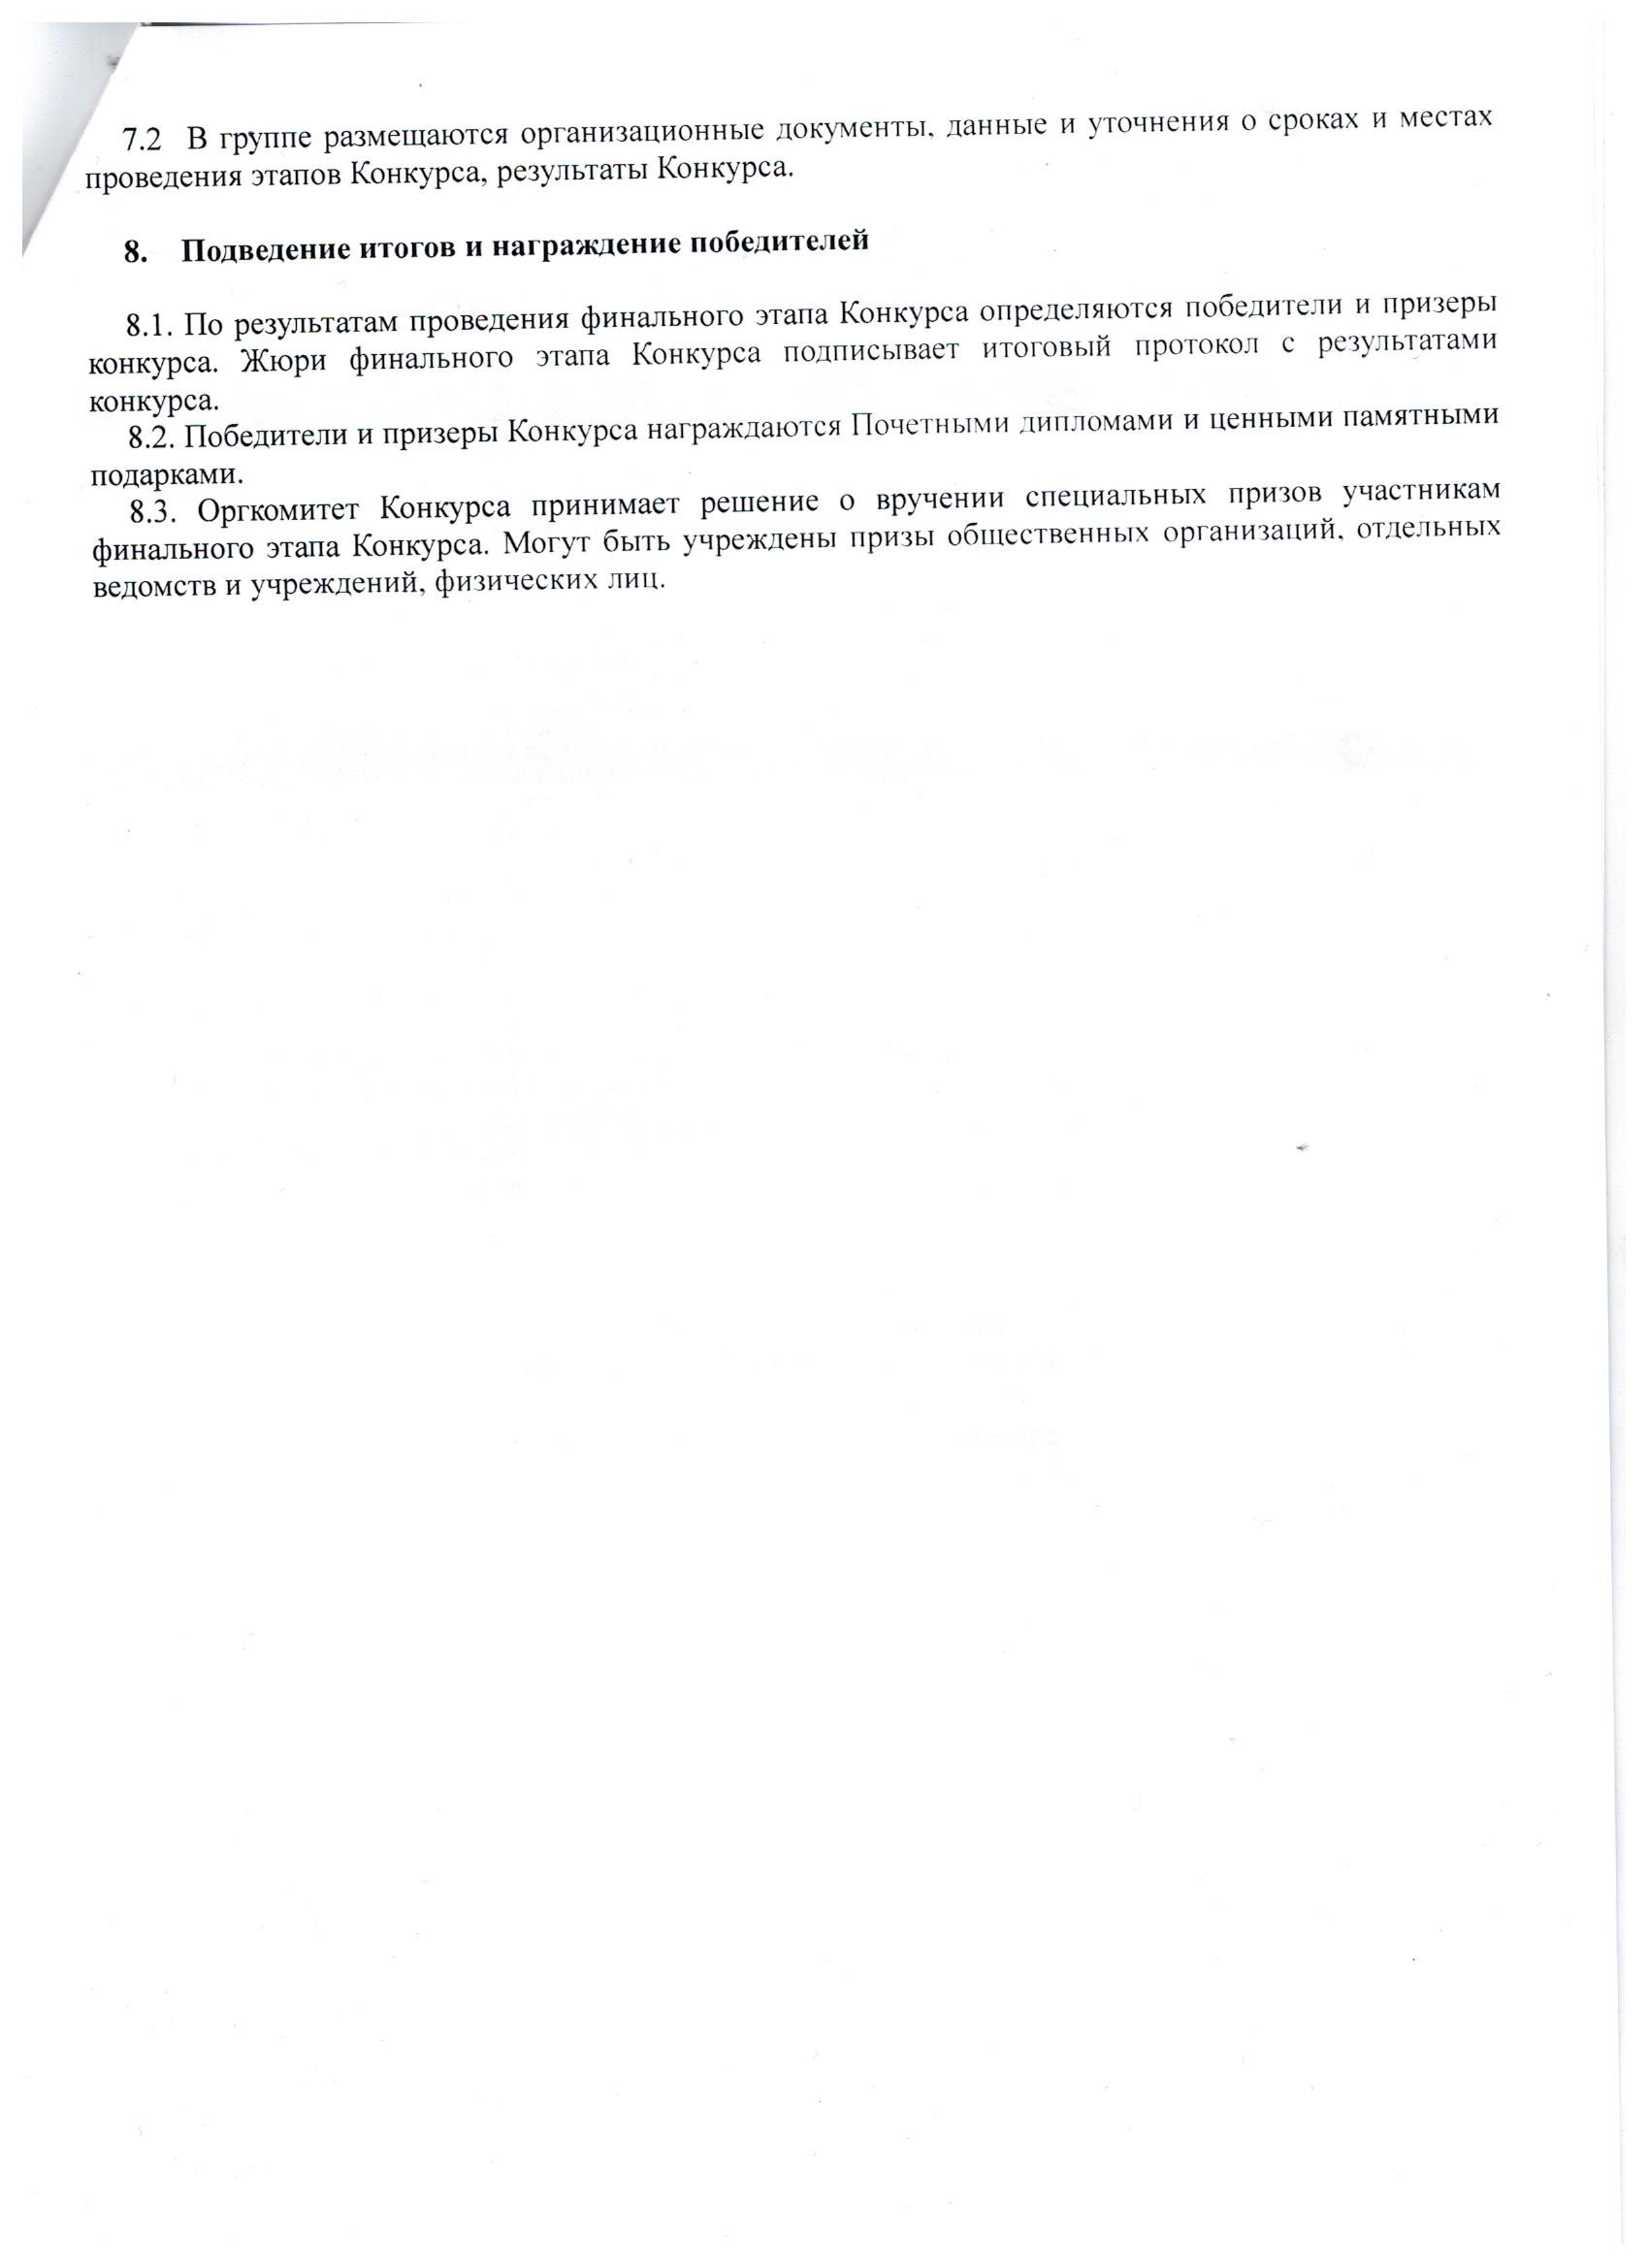 7.2 В группе размещаются организационные документы, данные и уточнения о сроках и местах
проведения этапов Конкурса, результаты Конкурса.
8. Подведение итогов и награждение победителей
8.1. По результатам проведения финального этапа Конкурса определяются победители и призеры
конкурса. Жюри финального этапа Конкурса подписывает итоговый протокол с результатами
конкурса.
8.2. Победители и призеры Конкурса награждаются Почетными дипломами и ценными памятными
подарками.
8.3. Оргкомитет Конкурса принимает решение о вручении специальных призов участникам
финального этапа Конкурса. Могут быть учреждены призы общественных организаций, отдельных
ведомств и учреждений, физических лиц.